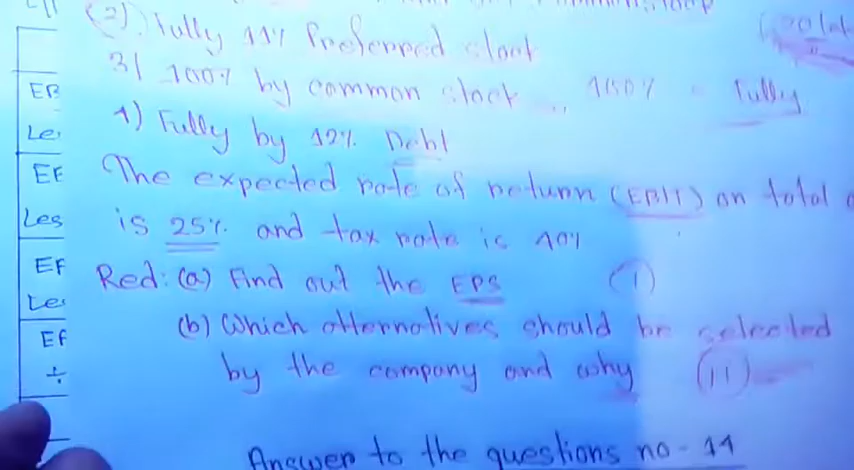 (2). Fully 11% Preferred stock
3) 100% by common stock 100% = Fully
4) Fully by 12% Debt
EB
Le
The expected rate of return (EBIT) on total
EF
is 25% and tax rate is 40%
Les
Req: (a) Find out the EPS (i)
EF
Le
(b) Which alternatives should be selected
EF
by the company and why (ii)
÷
Answer to the questions no - 11